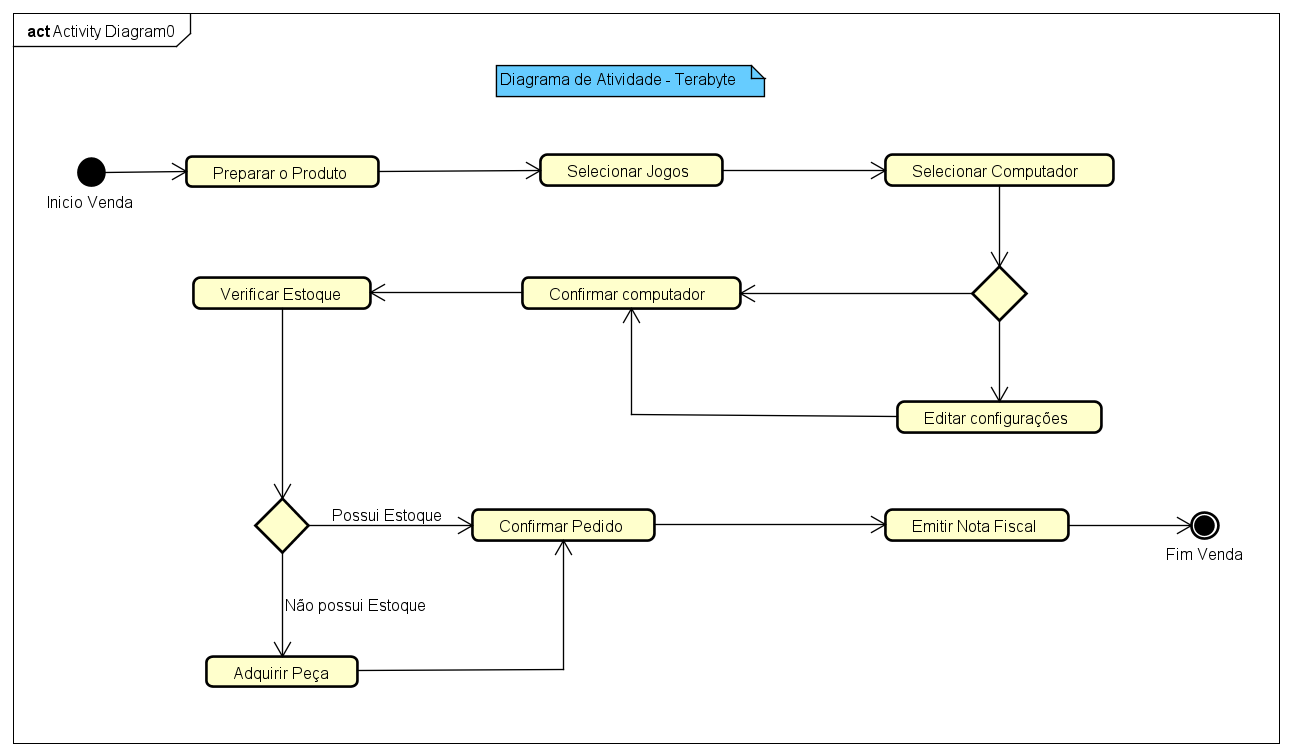 act Activity Diagram0
Diagrama de Atividade - Terabyte
Inicio Venda
Preparar o Produto
Selecionar Jogos
Selecionar Computador
Verificar Estoque
Confirmar computador
Editar configurações
Possui Estoque
Confirmar Pedido
Emitir Nota Fiscal
Fim Venda
Não possui Estoque
Adquirir Peça